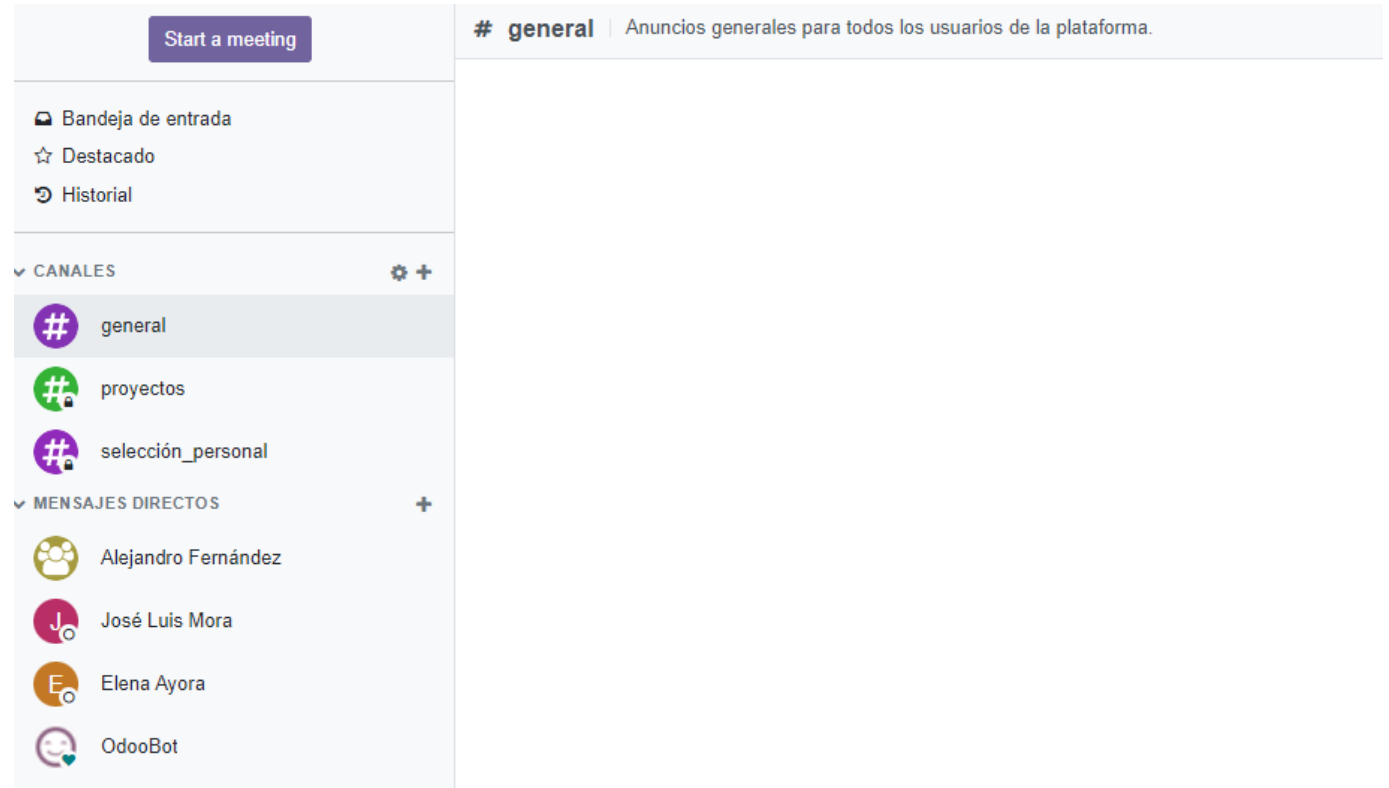 Start a meeting
# general
Anuncios generales para todos los usuarios de la plataforma.
Bandeja de entrada
Destacado
Historial
CANALES
# general
# proyectos
# selección_personal
MENSAJES DIRECTOS
Alejandro Fernández
J José Luis Mora
E Elena Ayora
OdooBot